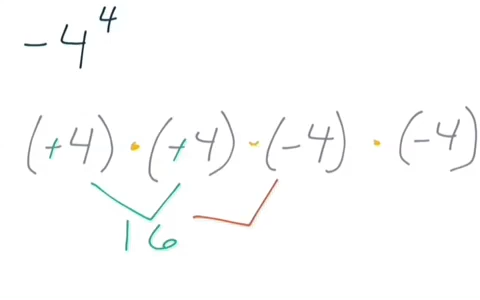 -4⁴
(+4) · (+4) · (-4) · (-4)
16